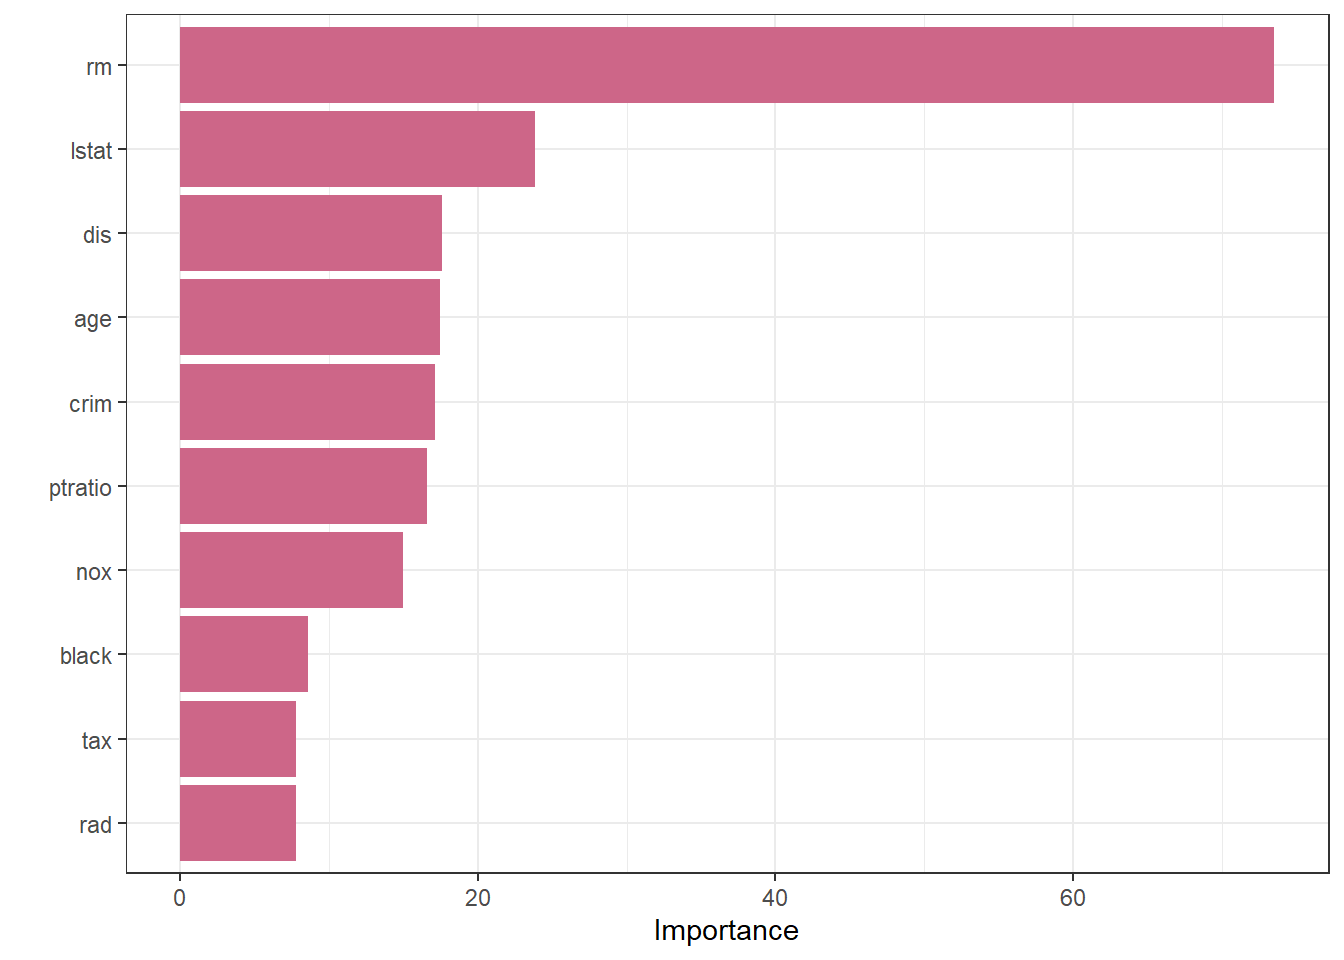 rm
lstat
dis
age
crim
ptratio
nox
black
tax
rad
0 20 40 60
Importance